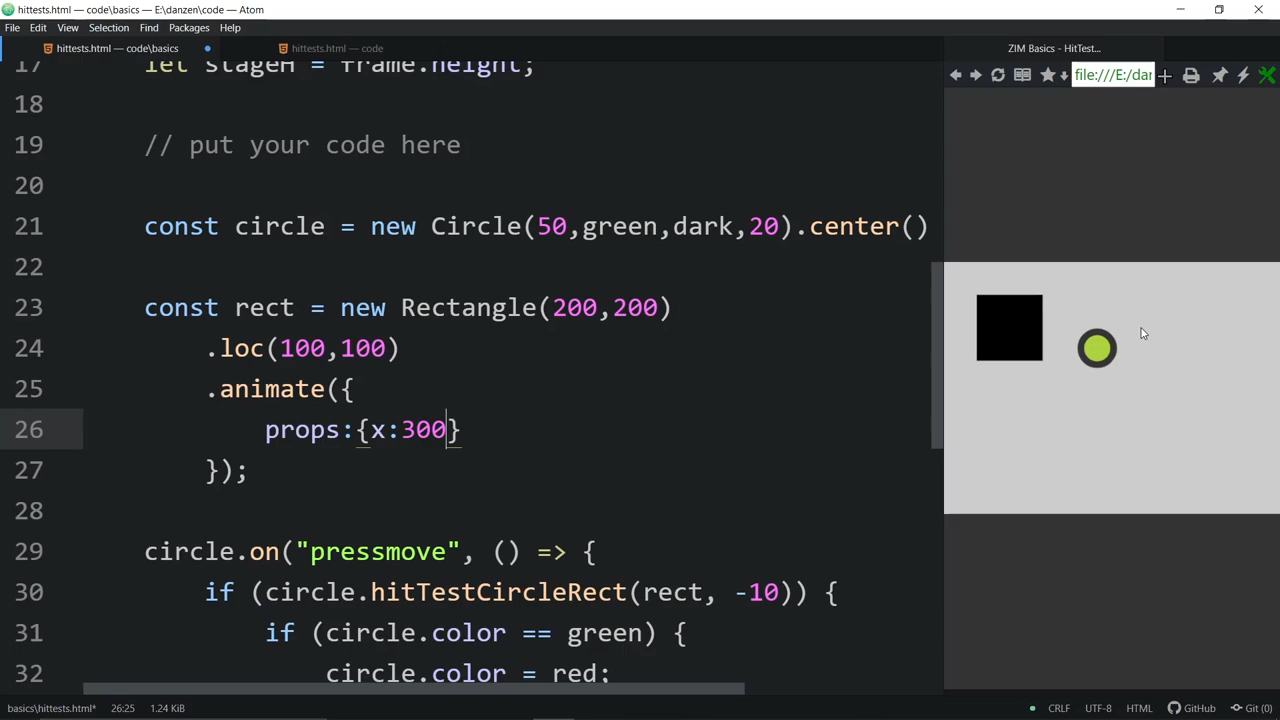 hittests.html — code\basics — E:\danzen\code — Atom
File Edit View Selection Find Packages Help
hittests.html — code\basics
hittests.html — code
ZIM Basics - HitTest...
file:///E:/dar
17 let stageH = frame.height;
18
19 // put your code here
20
21 const circle = new Circle(50,green,dark,20).center()
22
23 const rect = new Rectangle(200,200)
24 .loc(100,100)
25 .animate({
26 props:{x:300}
27 });
28
29 circle.on("pressmove", () => {
30 if (circle.hitTestCircleRect(rect, -10)) {
31 if (circle.color == green) {
32 circle.color = red;
basics\hittests.html* 26:25 1.24 KiB CRLF UTF-8 HTML GitHub Git (0)